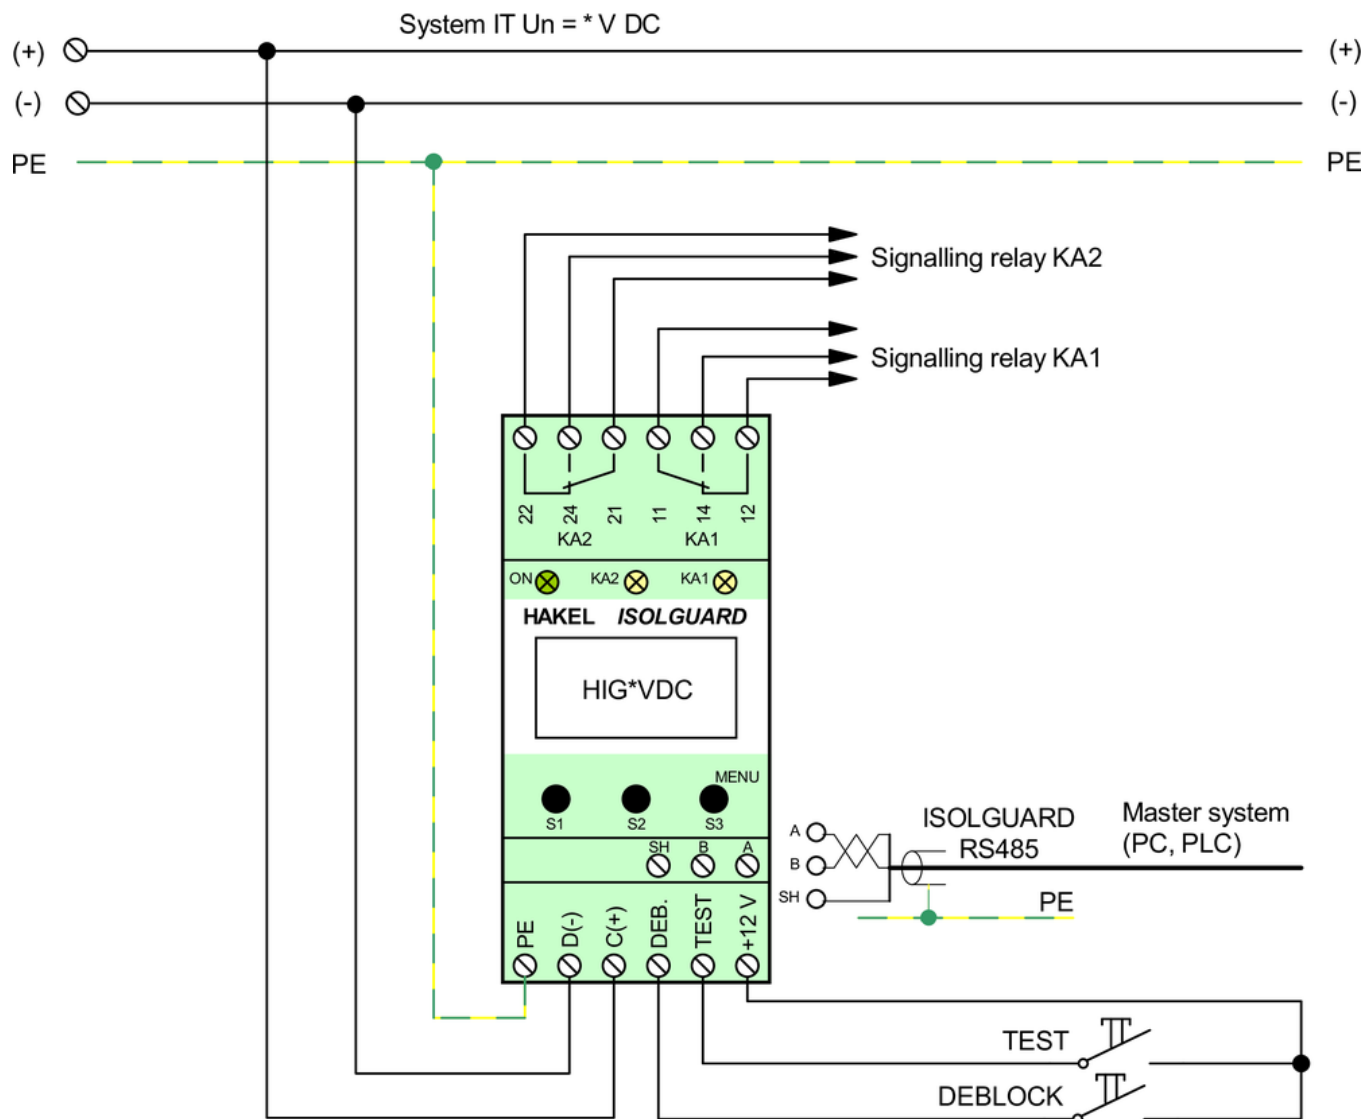 System IT Un = * V DC
(+) (+)
(-) (-)
PE PE
Signalling relay KA2
Signalling relay KA1
22 24 21 11 14 12
KA2 KA1
ON KA2 KA1
HAKEL ISOLGUARD
HIG*VDC
MENU
S1 S2 S3
SH B A
PE D(-) C(+) DEB. TEST +12 V
A
B
SH
ISOLGUARD
RS485
Master system
(PC, PLC)
PE
TEST
DEBLOCK